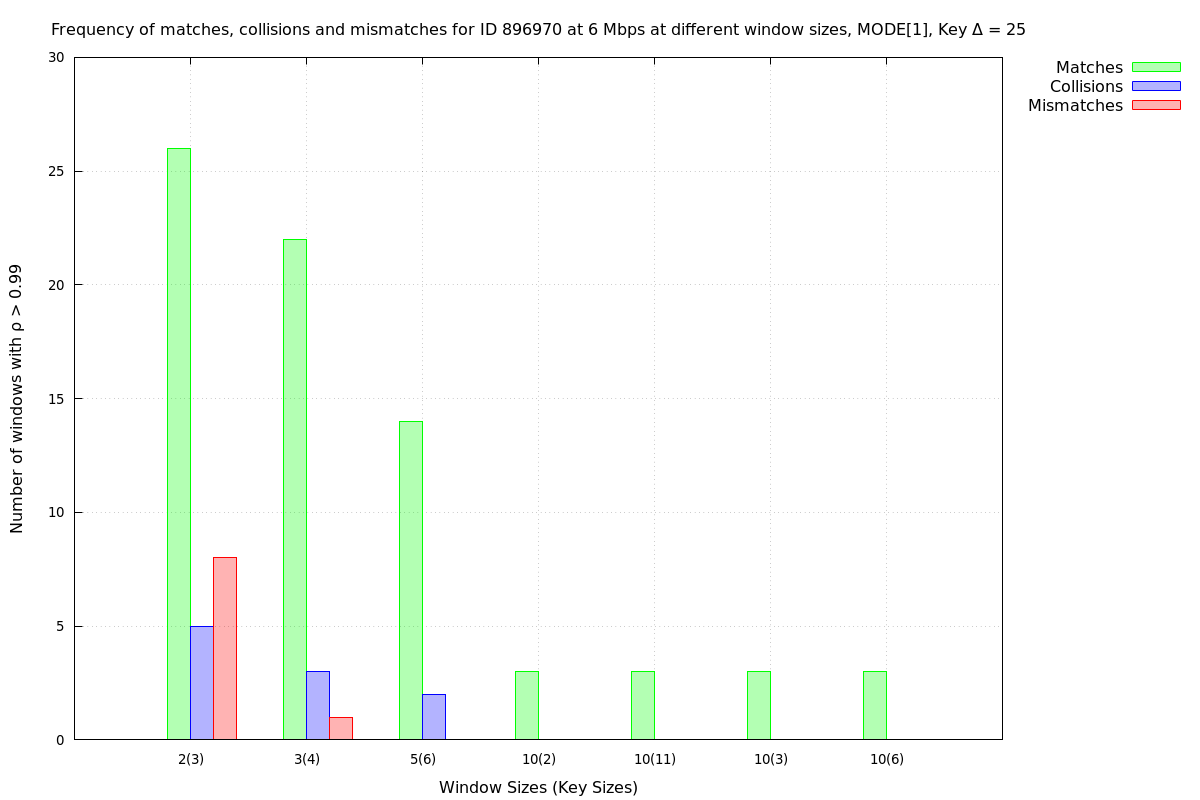 Frequency of matches, collisions and mismatches for ID 896970 at 6 Mbps at different window sizes, MODE[1], Key Δ = 25
Matches
Collisions
Mismatches
Number of windows with ρ > 0.99
30
25
20
15
10
5
0
2(3) 3(4) 5(6) 10(2) 10(11) 10(3) 10(6)
Window Sizes (Key Sizes)